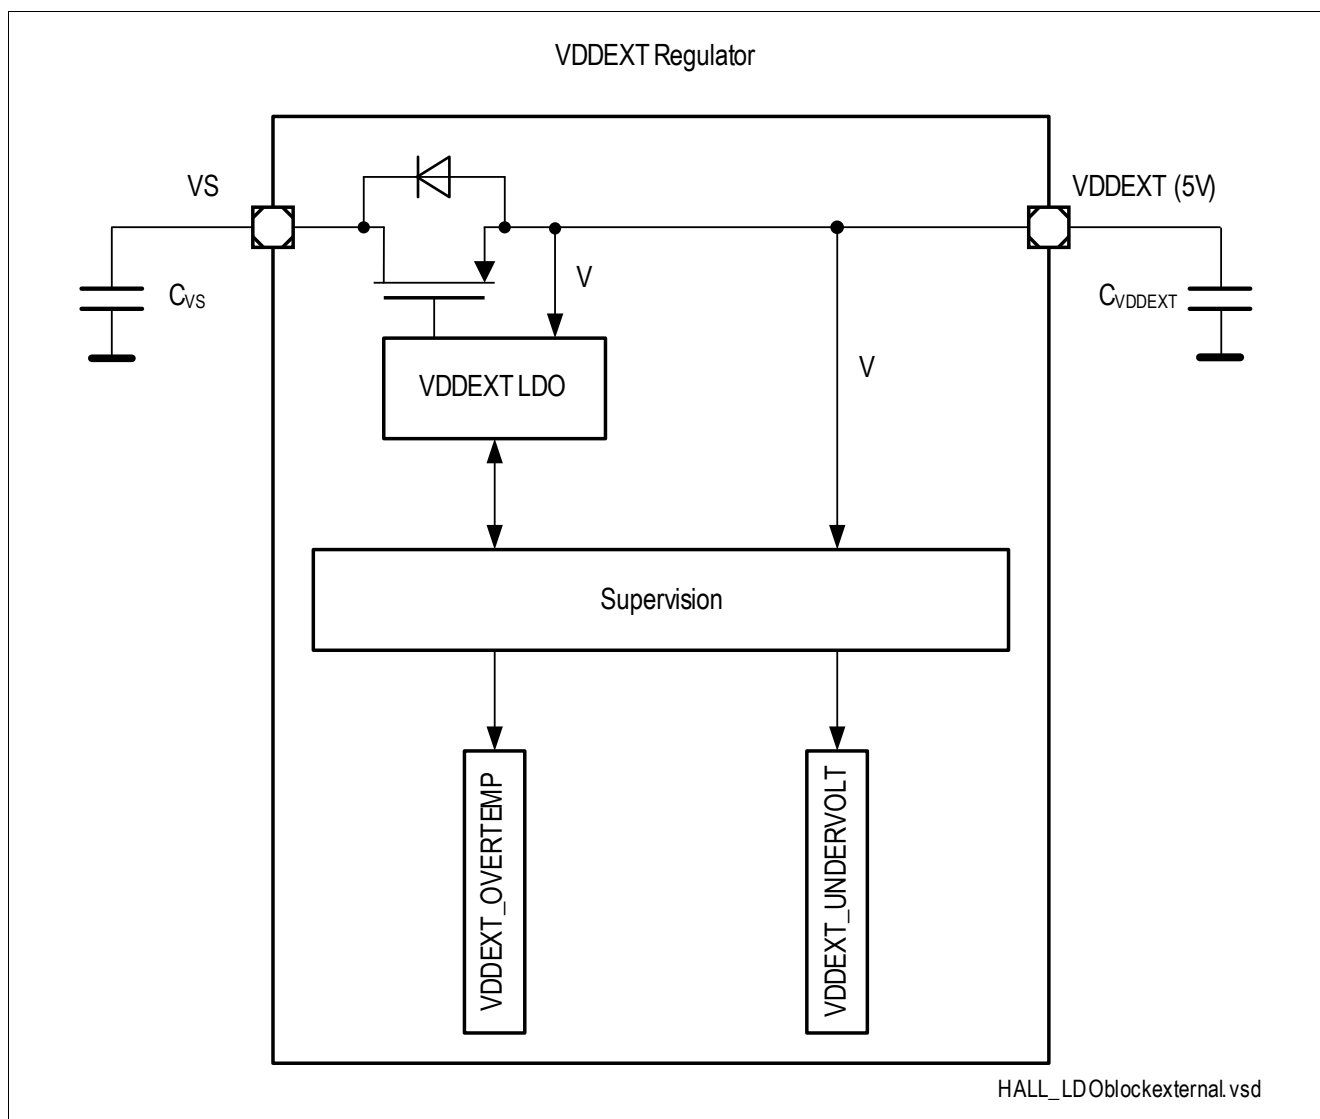 VDDEXT Regulator
VS
VDDEXT (5V)
CVS
V
CVDDEXT
VDDEXT LDO
V
Supervision
VDDEXT_OVERTEMP
VDDEXT_UNDERVOLT
HALL_LDOblockexternal.vsd